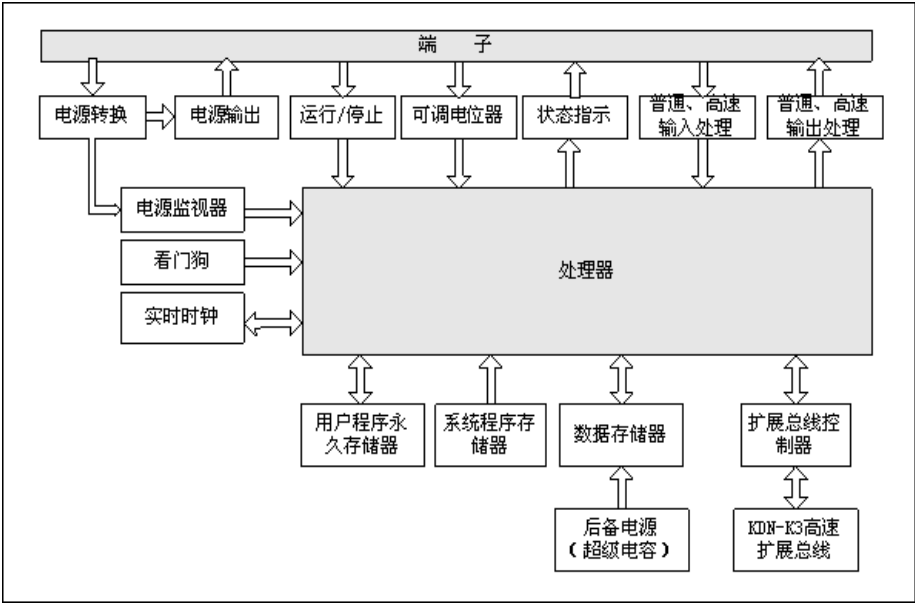 端 子
电源转换
电源输出
运行/停止
可调电位器
状态指示
普通、高速
输入处理
普通、高速
输出处理
电源监视器
看门狗
实时时钟
处理器
用户程序永
久存储器
系统程序存
储器
数据存储器
扩展总线控
制器
后备电源
(超级电容)
KDN-K3高速
扩展总线